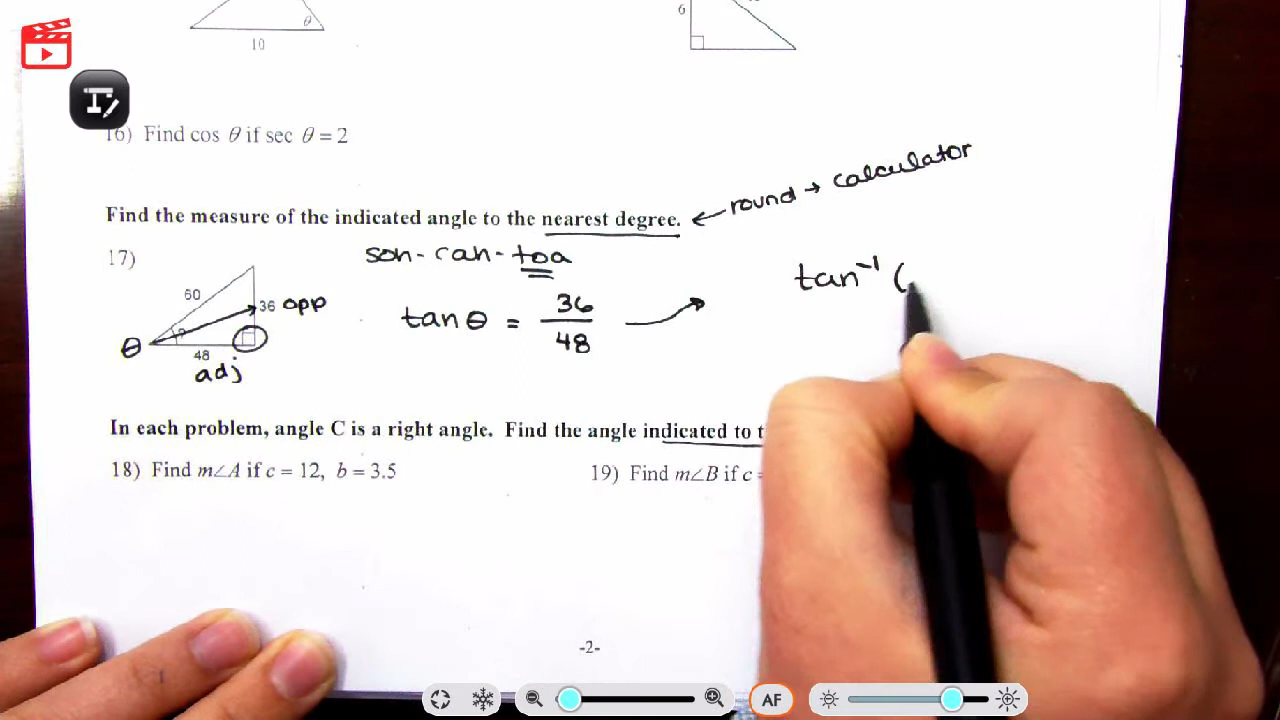 θ
10
6
16) Find cos θ if sec θ = 2
round → calculator
Find the measure of the indicated angle to the nearest degree.
17)
soh - cah - toa
tan⁻¹ (
60
36 opp
tan θ = 36/48
θ
48
adj
In each problem, angle C is a right angle. Find the angle indicated to t
18) Find m∠A if c = 12, b = 3.5
19) Find m∠B if c =
-2-
AF